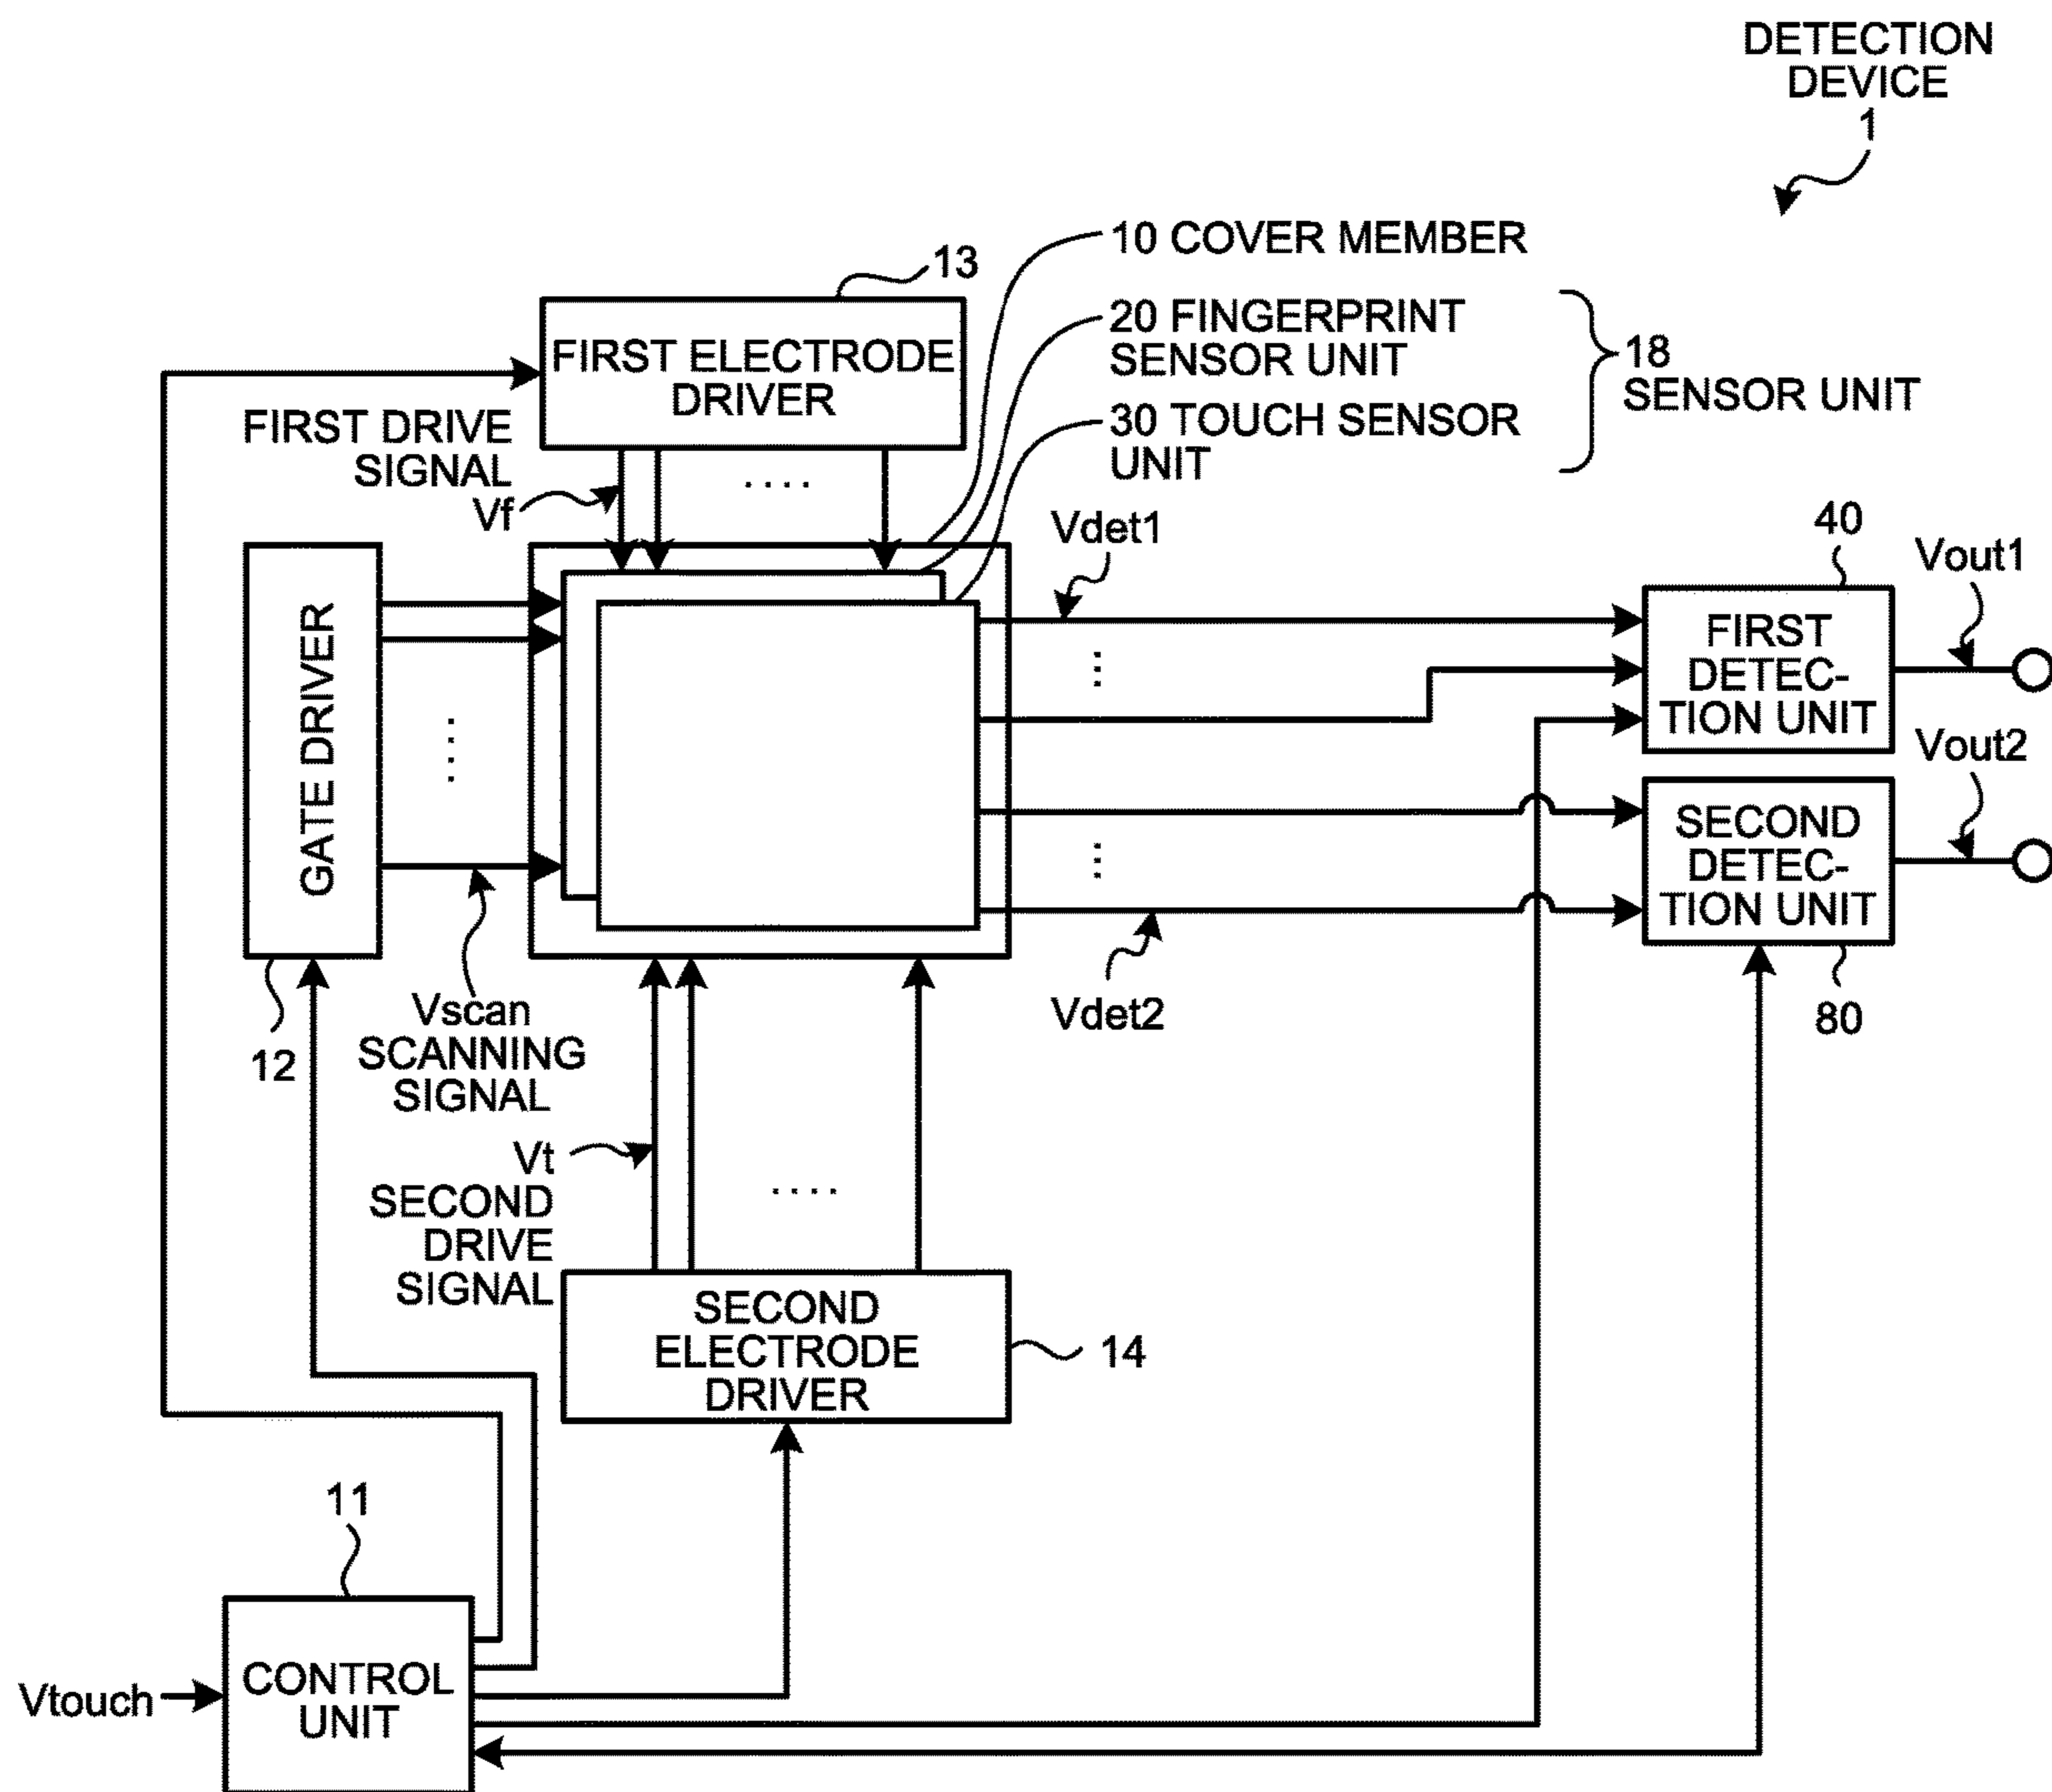 DETECTION
DEVICE
1
10 COVER MEMBER
13
20 FINGERPRINT
SENSOR UNIT
18
SENSOR UNIT
FIRST ELECTRODE
DRIVER
30 TOUCH SENSOR
UNIT
FIRST DRIVE
SIGNAL
Vf
....
Vdet1
40
Vout1
GATE DRIVER
....
...
FIRST
DETEC-
TION UNIT
Vout2
SECOND
DETEC-
TION UNIT
...
12
Vscan
SCANNING
SIGNAL
Vdet2
80
Vt
SECOND
DRIVE
SIGNAL
....
SECOND
ELECTRODE
DRIVER
14
11
Vtouch
CONTROL
UNIT